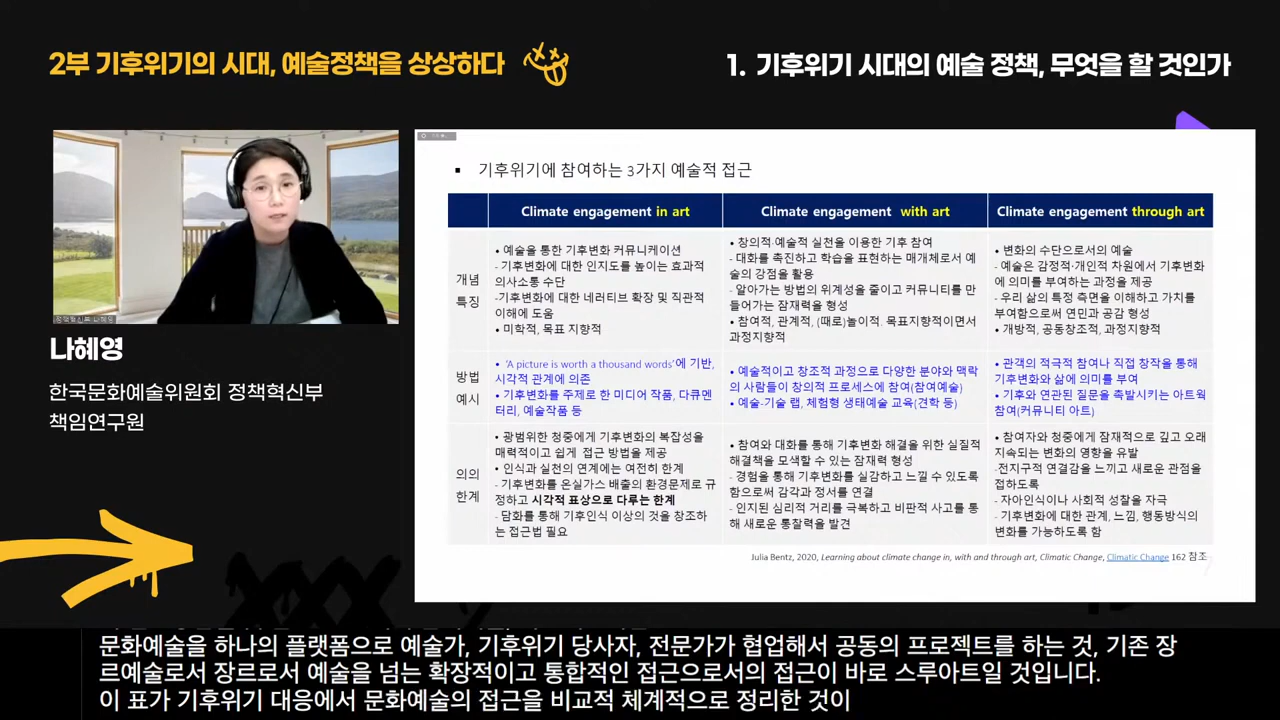 2부 기후위기의 시대, 예술정책을 상상하다
1. 기후위기 시대의 예술 정책, 무엇을 할 것인가
나혜영
한국문화예술위원회 정책혁신부
책임연구원
▪ 기후위기에 참여하는 3가지 예술적 접근
Climate engagement in art
Climate engagement with art
Climate engagement through art
개념
특징
• 예술을 통한 기후변화 커뮤니케이션
- 기후변화에 대한 인지도를 높이는 효과적
의사소통 수단
-기후변화에 대한 네러티브 확장 및 직관적
이해에 도움
• 미학적, 목표 지향적
• 창의적·예술적 실천을 이용한 기후 참여
- 대화를 촉진하고 학습을 표현하는 매개체로서 예
술의 강점을 활용
- 알아가는 방법의 위계성을 줄이고 커뮤니티를 만
들어가는 잠재력을 형성
• 참여적, 관계적, (때로)놀이적. 목표지향적이면서
과정지향적
• 변화의 수단으로서의 예술
- 예술은 감정적·개인적 차원에서 기후변화
에 의미를 부여하는 과정을 제공
- 우리 삶의 특정 측면을 이해하고 가치를
부여함으로써 연민과 공감 형성
• 개방적, 공동창조적, 과정지향적
방법
예시
• ‘A picture is worth a thousand words’에 기반,
시각적 관계에 의존
• 기후변화를 주제로 한 미디어 작품, 다큐멘
터리, 예술작품 등
• 예술적이고 창조적 과정으로 다양한 분야와 맥락
의 사람들이 창의적 프로세스에 참여(참여예술)
• 예술-기술 랩, 체험형 생태예술 교육(견학 등)
• 관객의 적극적 참여나 직접 창작을 통해
기후변화와 삶에 의미를 부여
• 기후와 연관된 질문을 촉발시키는 아트웍
참여(커뮤니티 아트)
의의
한계
• 광범위한 청중에게 기후변화의 복잡성을
매력적이고 쉽게 접근 방법을 제공
• 인식과 실천의 연계에는 여전히 한계
- 기후변화를 온실가스 배출의 환경문제로 규
정하고 시각적 표상으로 다루는 한계
- 담화를 통해 기후인식 이상의 것을 창조하
는 접근법 필요
• 참여와 대화를 통해 기후변화 해결을 위한 실질적
해결책을 모색할 수 있는 잠재력 형성
- 경험을 통해 기후변화를 실감하고 느낄 수 있도록
함으로써 감각과 정서를 연결
- 인지된 심리적 거리를 극복하고 비판적 사고를 통
해 새로운 통찰력을 발견
• 참여자와 청중에게 잠재적으로 깊고 오래
지속되는 변화의 영향을 유발
-전지구적 연결감을 느끼고 새로운 관점을
접하도록
- 자아인식이나 사회적 성찰을 자극
- 기후변화에 대한 관계, 느낌, 행동방식의
변화를 가능하도록 함
Julia Bentz, 2020, Learning about climate change in, with and through art, Climatic Change, Climatic Change 162 참조
문화예술을 하나의 플랫폼으로 예술가, 기후위기 당사자, 전문가가 협업해서 공동의 프로젝트를 하는 것, 기존 장
르예술로서 장르로서 예술을 넘는 확장적이고 통합적인 접근으로서의 접근이 바로 스루아트일 것입니다.
이 표가 기후위기 대응에서 문화예술의 접근을 비교적 체계적으로 정리한 것이